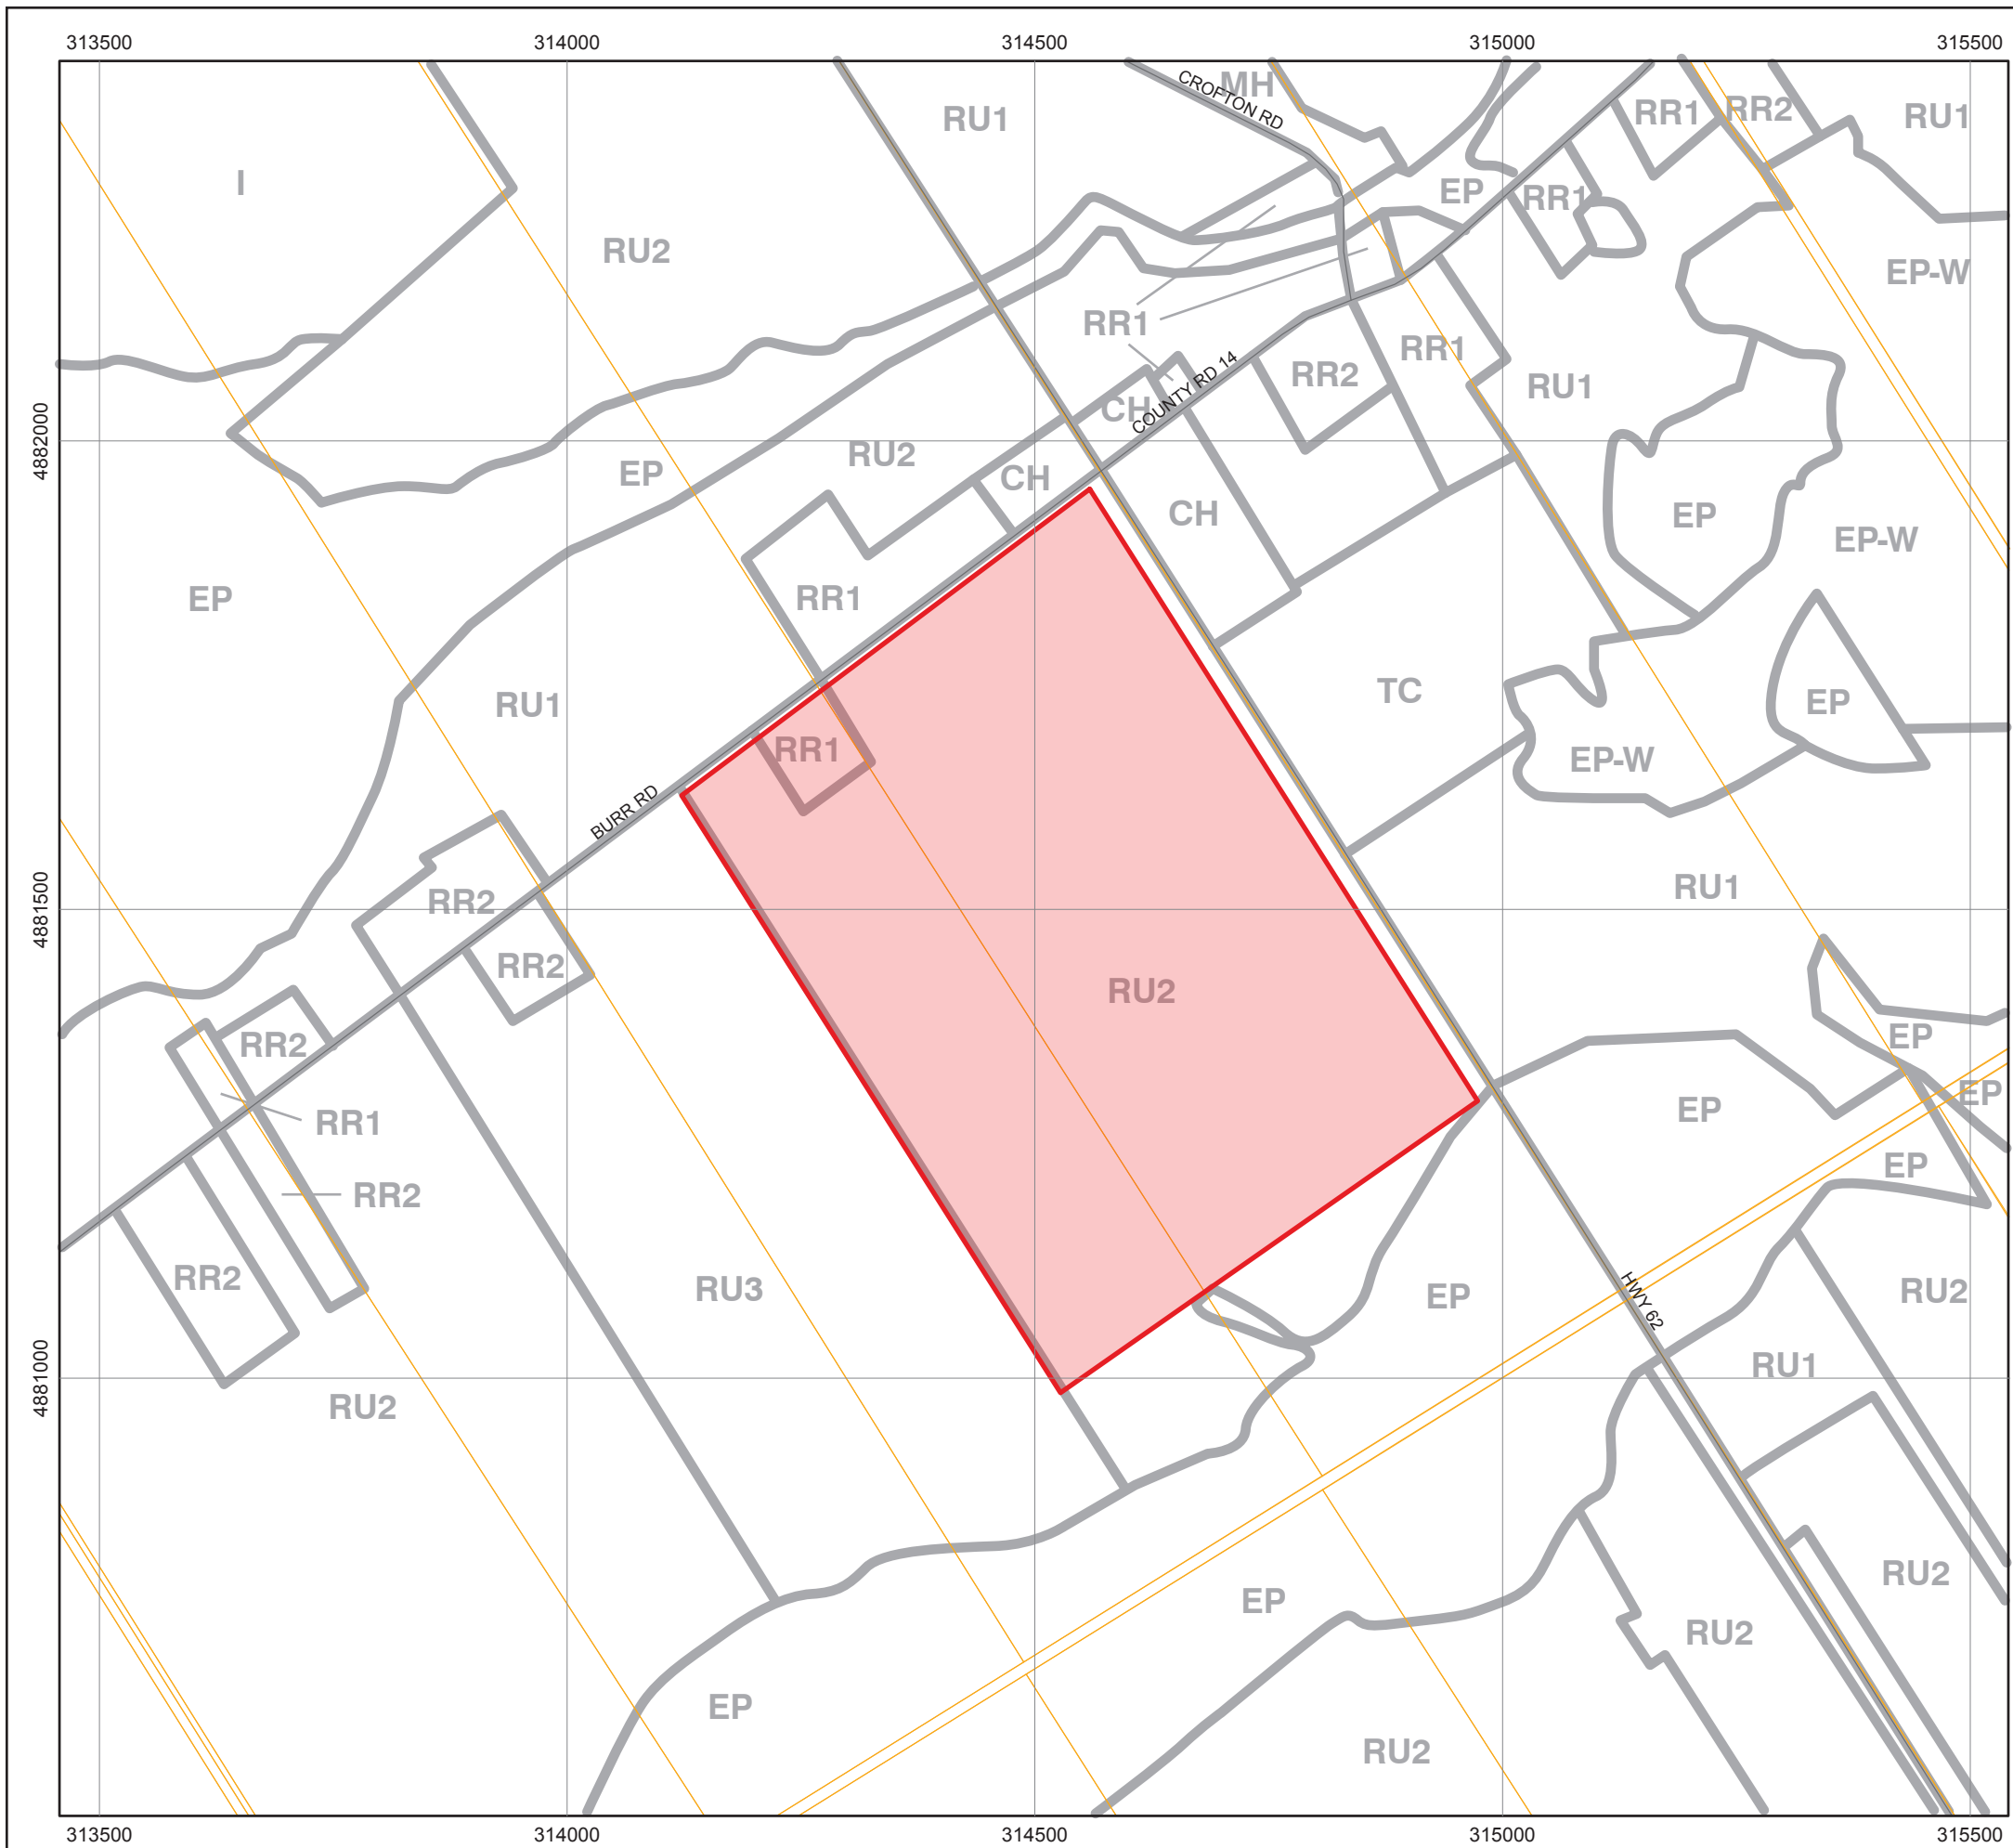 313500 314000 314500 315000 315500
CROFTON RD
MH
RU1
RR1
RR2
RU1
I
EP
RR1
RU2
EP-W
RR1
RR1
RR2
RU1
COUNTY RD 14
CH
4882000
RU2
EP
CH
CH
EP
EP-W
EP
RR1
RU1
TC
EP
RR1
EP-W
BURR RD
RU1
4881500
RR2
RR2
RU2
RR2
EP
EP
EP
RR1
EP
RR2
RR2
RU3
EP
HWY 62
RU2
4881000
RU1
RU2
RU2
EP
RU2
EP
RU2
313500 314000 314500 315000 315500